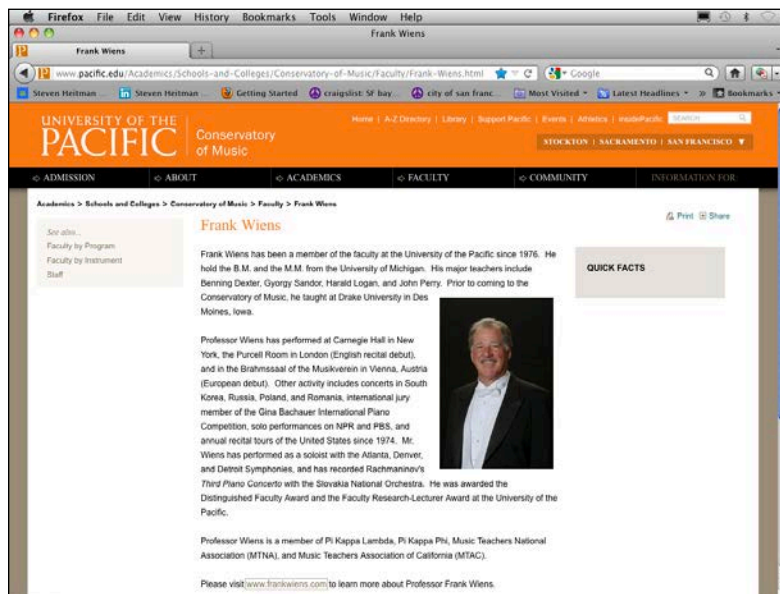 Firefox File Edit View History Bookmarks Tools Window Help
Frank Wiens
Frank Wiens +
www.pacific.edu/Academics/Schools-and-Colleges/Conservatory-of-Music/Faculty/Frank-Wiens.html Google
Steven Heitman ... Steven Heitman ... Getting Started craigslist: SF bay... city of san franc... Most Visited Latest Headlines » Bookmarks
UNIVERSITY OF THE
PACIFIC
Conservatory
of Music
Home | A-Z Directory | Library | Support Pacific | Events | Athletics | InsidePacific SEARCH
STOCKTON | SACRAMENTO | SAN FRANCISCO
ADMISSION ABOUT ACADEMICS FACULTY COMMUNITY INFORMATION FOR:
Academics > Schools and Colleges > Conservatory of Music > Faculty > Frank Wiens
Print Share
See also...
Faculty by Program
Faculty by Instrument
Staff
Frank Wiens
Frank Wiens has been a member of the faculty at the University of the Pacific since 1976. He
hold the B.M. and the M.M. from the University of Michigan. His major teachers include
Benning Dexter, Gyorgy Sandor, Harald Logan, and John Perry. Prior to coming to the
Conservatory of Music, he taught at Drake University in Des
Moines, Iowa.
Professor Wiens has performed at Carnegie Hall in New
York, the Purcell Room in London (English recital debut),
and in the Brahmssaal of the Musikverein in Vienna, Austria
(European debut). Other activity includes concerts in South
Korea, Russia, Poland, and Romania, international jury
member of the Gina Bachauer International Piano
Competition, solo performances on NPR and PBS, and
annual recital tours of the United States since 1974. Mr.
Wiens has performed as a soloist with the Atlanta, Denver,
and Detroit Symphonies, and has recorded Rachmaninov's
Third Piano Concerto with the Slovakia National Orchestra. He was awarded the
Distinguished Faculty Award and the Faculty Research-Lecturer Award at the University of the
Pacific.
Professor Wiens is a member of Pi Kappa Lambda, Pi Kappa Phi, Music Teachers National
Association (MTNA), and Music Teachers Association of California (MTAC).
Please visit www.frankwiens.com to learn more about Professor Frank Wiens.
QUICK FACTS